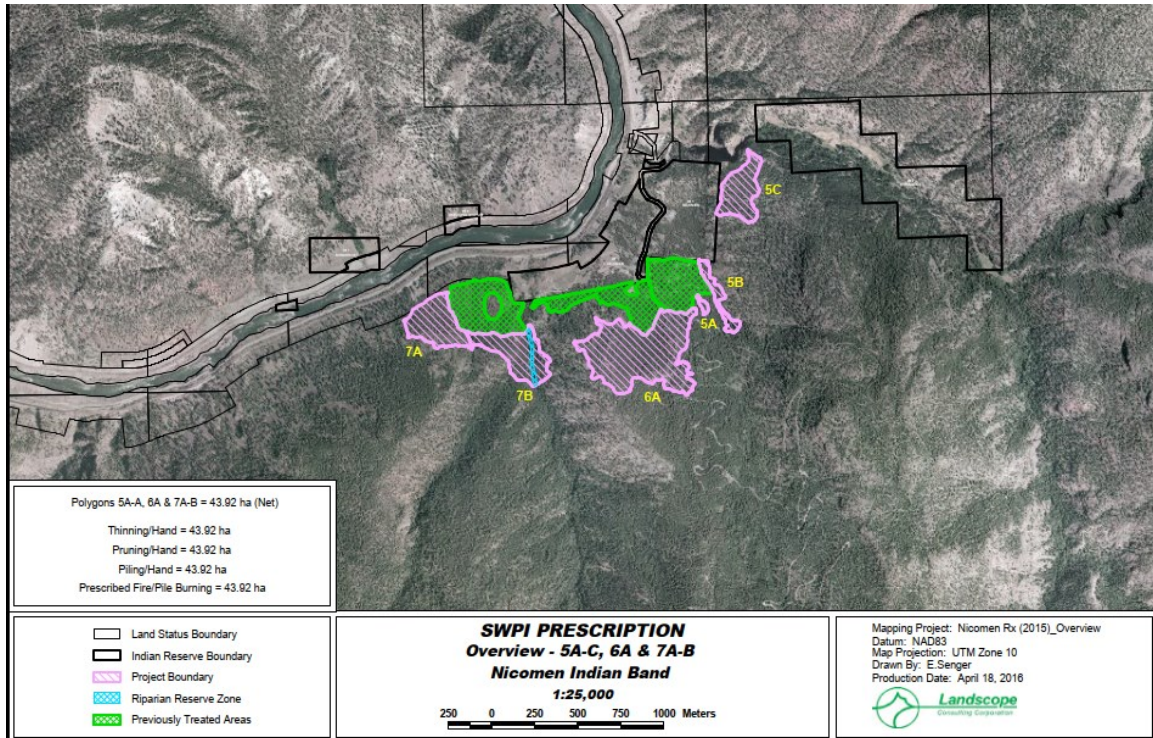 5C
5B
5A
7A
7B
6A
Polygons 5A-A, 6A & 7A-B = 43.92 ha (Net)
Thinning/Hand = 43.92 ha
Pruning/Hand = 43.92 ha
Piling/Hand = 43.92 ha
Prescribed Fire/Pile Burning = 43.92 ha
Land Status Boundary
Indian Reserve Boundary
Project Boundary
Riparian Reserve Zone
Previously Treated Areas
SWPI PRESCRIPTION
Overview - 5A-C, 6A & 7A-B
Nicomen Indian Band
1:25,000
250 0 250 500 750 1000 Meters
Mapping Project: Nicomen Rx (2015)_Overview
Datum: NAD83
Map Projection: UTM Zone 10
Drawn By: E.Senger
Production Date: April 18, 2016
Landscope
Consulting Corporation